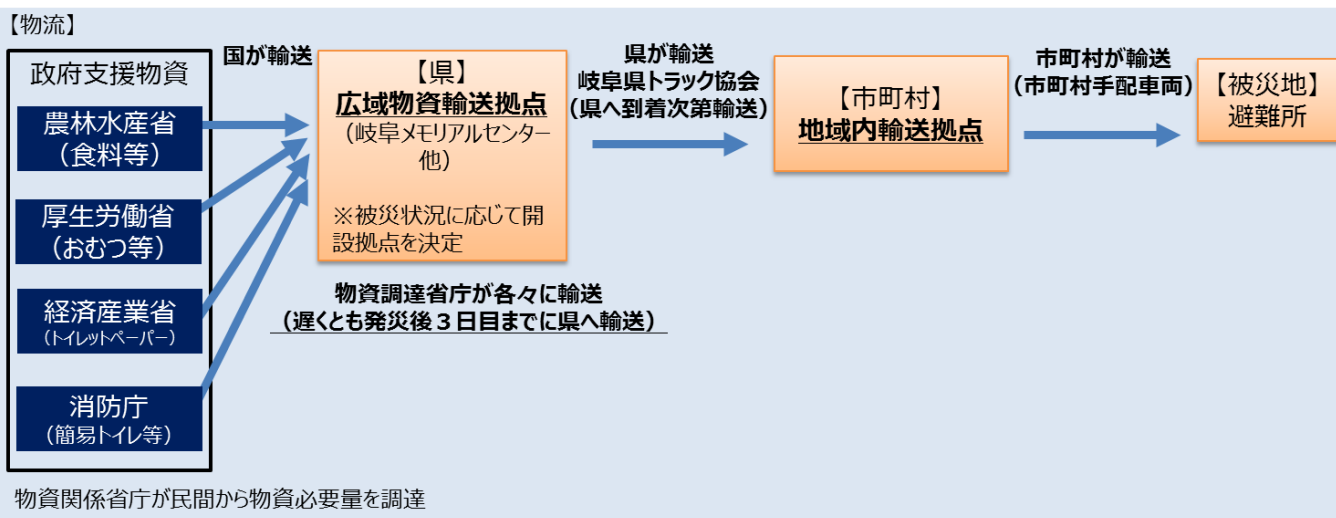 【物流】
政府支援物資
農林水産省
（食料等）
厚生労働省
（おむつ等）
経済産業省
（トイレットペーパー）
消防庁
（簡易トイレ等）
物資関係省庁が民間から物資必要量を調達
国が輸送
【県】
広域物資輸送拠点
（岐阜メモリアルセンター
他）
※被災状況に応じて開
設拠点を決定
物資調達省庁が各々に輸送
（遅くとも発災後３日目までに県へ輸送）
県が輸送
岐阜県トラック協会
（県へ到着次第輸送）
【市町村】
地域内輸送拠点
市町村が輸送
（市町村手配車両）
【被災地】
避難所